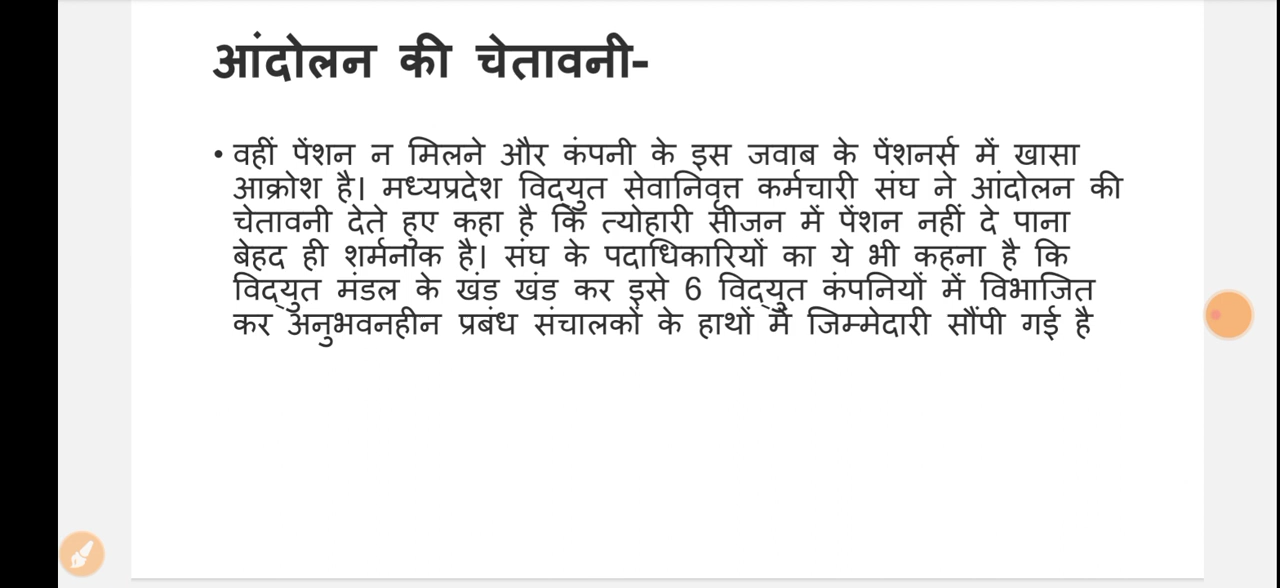 आंदोलन की चेतावनी-
• वहीं पेंशन न मिलने और कंपनी के इस जवाब के पेंशनर्स में खासा
आक्रोश है। मध्यप्रदेश विद्युत सेवानिवृत्त कर्मचारी संघ ने आंदोलन की
चेतावनी देते हुए कहा है कि त्योहारी सीजन में पेंशन नहीं दे पाना
बेहद ही शर्मनाक है। संघ के पदाधिकारियों का ये भी कहना है कि
विद्युत मंडल के खंड खंड कर इसे 6 विद्युत कंपनियों में विभाजित
कर अनुभवनहीन प्रबंध संचालकों के हाथों में जिम्मेदारी सौंपी गई है